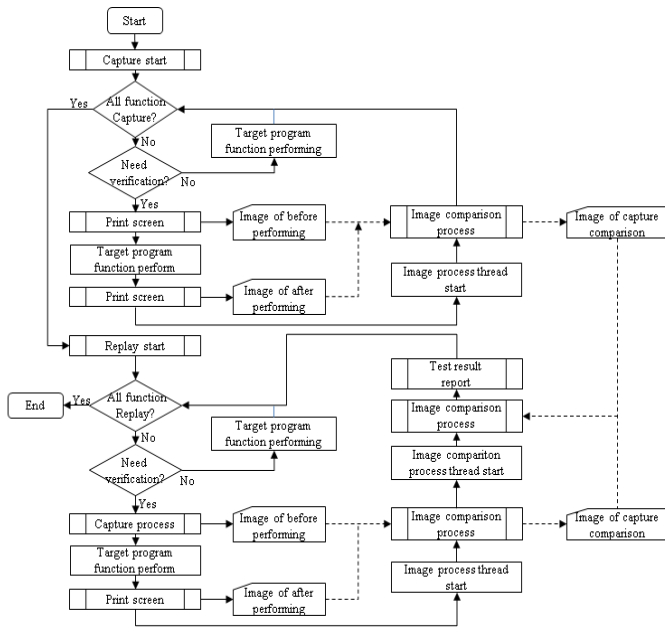 Start
Capture start
Yes
All function
Capture?
Target program
function performing
No
Need
verification?
No
Yes
Print screen
Image of before
performing
Image comparison
process
Image of capture
comparison
Target program
function perform
Image process thread
start
Print screen
Image of after
performing
Replay start
Test result
report
End
Yes
All function
Replay?
Image comparison
process
Target program
function performing
No
Need
verification?
No
Image compariton
process thread start
Yes
Capture process
Image of before
performing
Image comparison
process
Image of capture
comparison
Target program
function perform
Image process thread
start
Print screen
Image of after
performing